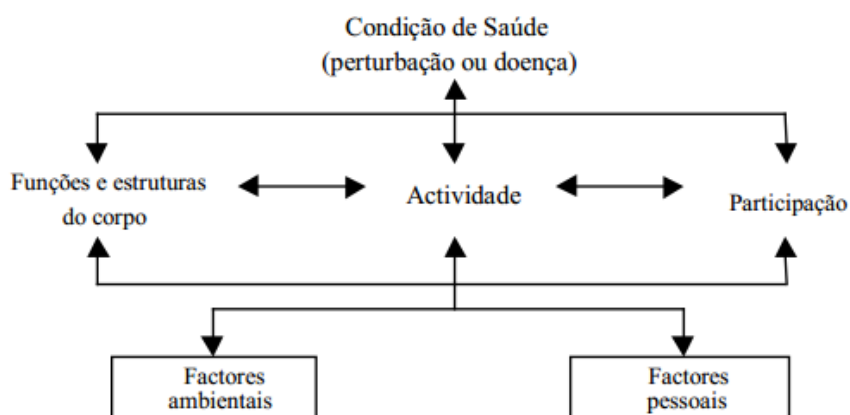 Condição de Saúde
(perturbação ou doença)
Funções e estruturas
do corpo
Actividade
Participação
Factores
ambientais
Factores
pessoais